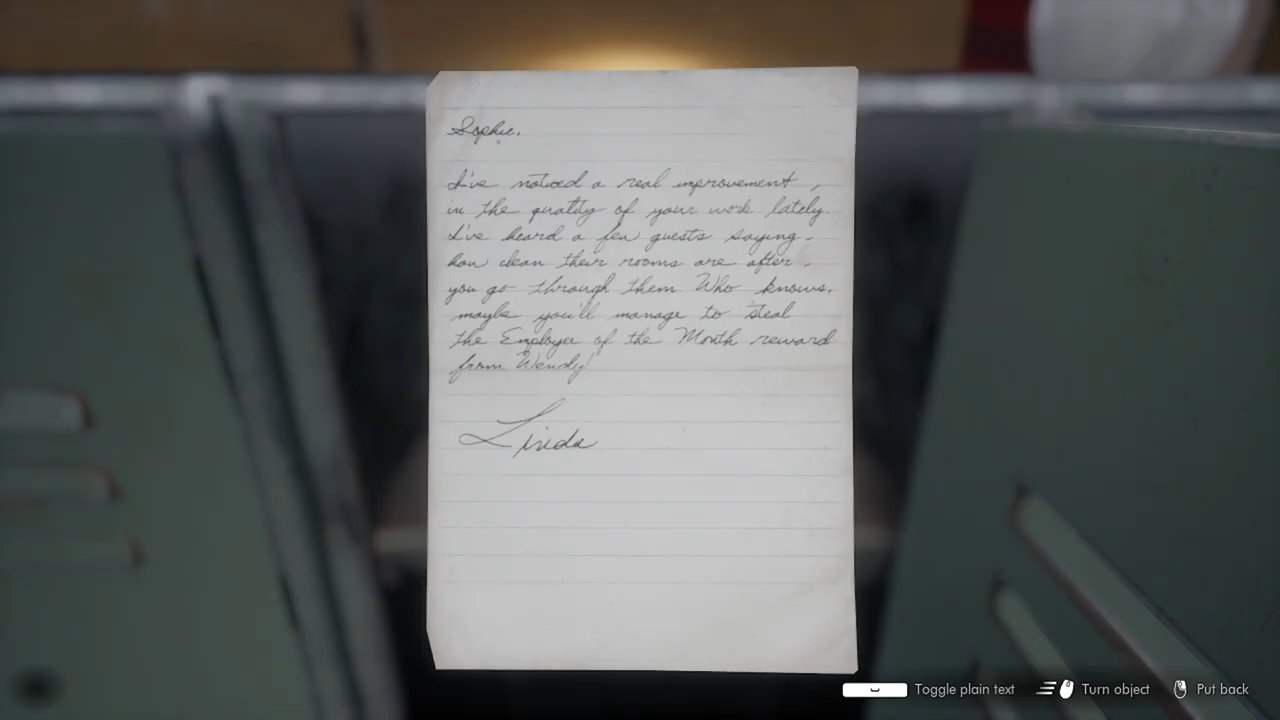 Sophie,
I've noticed a real improvement
in the quality of your work lately.
I've heard a few guests saying
how clean their rooms are after
you go through them. Who knows,
maybe you'll manage to steal
the Employee of the Month reward
from Wendy!
Linda
Toggle plain text
Turn object
Put back